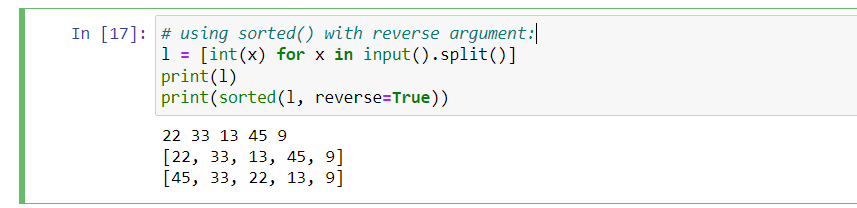 In [17]: # using sorted() with reverse argument:
l = [int(x) for x in input().split()]
print(l)
print(sorted(l, reverse=True))
22 33 13 45 9
[22, 33, 13, 45, 9]
[45, 33, 22, 13, 9]